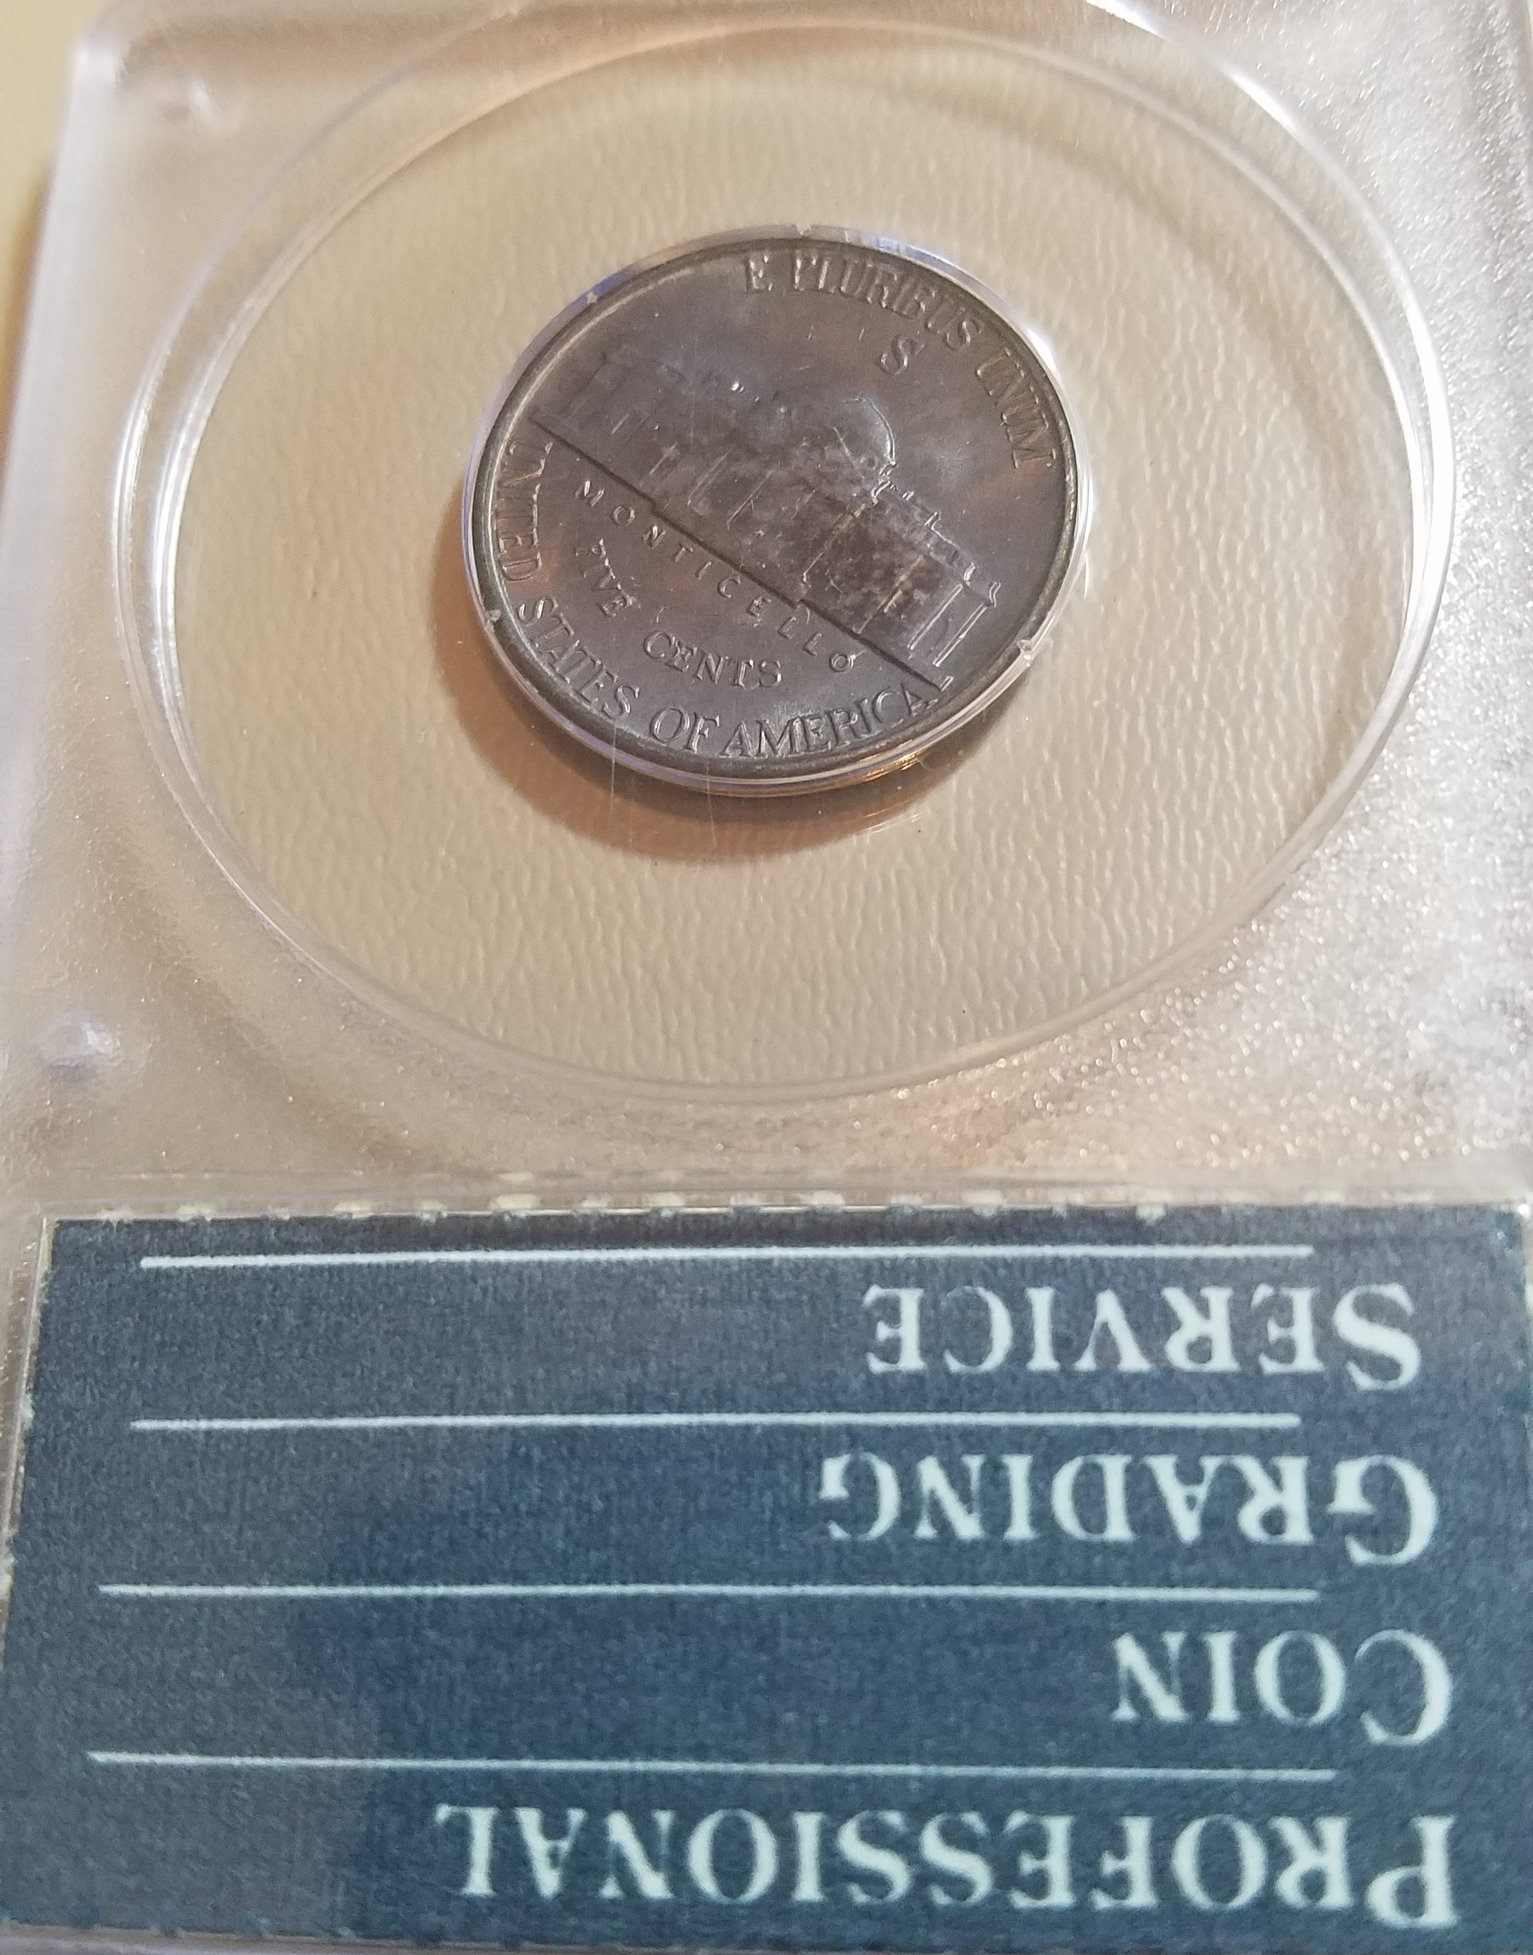 E PLURIBUS UNUM
S
MONTICELLO
FIVE CENTS
UNITED STATES OF AMERICA
PROFESSIONAL
COIN
GRADING
SERVICE